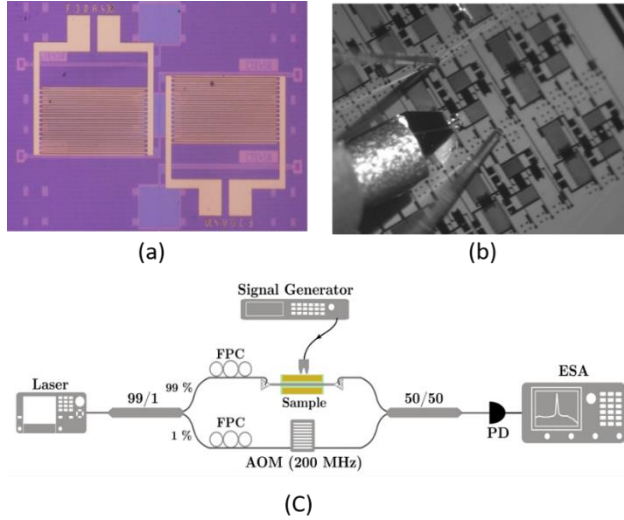 (a)
(b)
Signal Generator
FPC
Laser
99/1
99 %
1 %
Sample
FPC
AOM (200 MHz)
50/50
PD
ESA
(C)